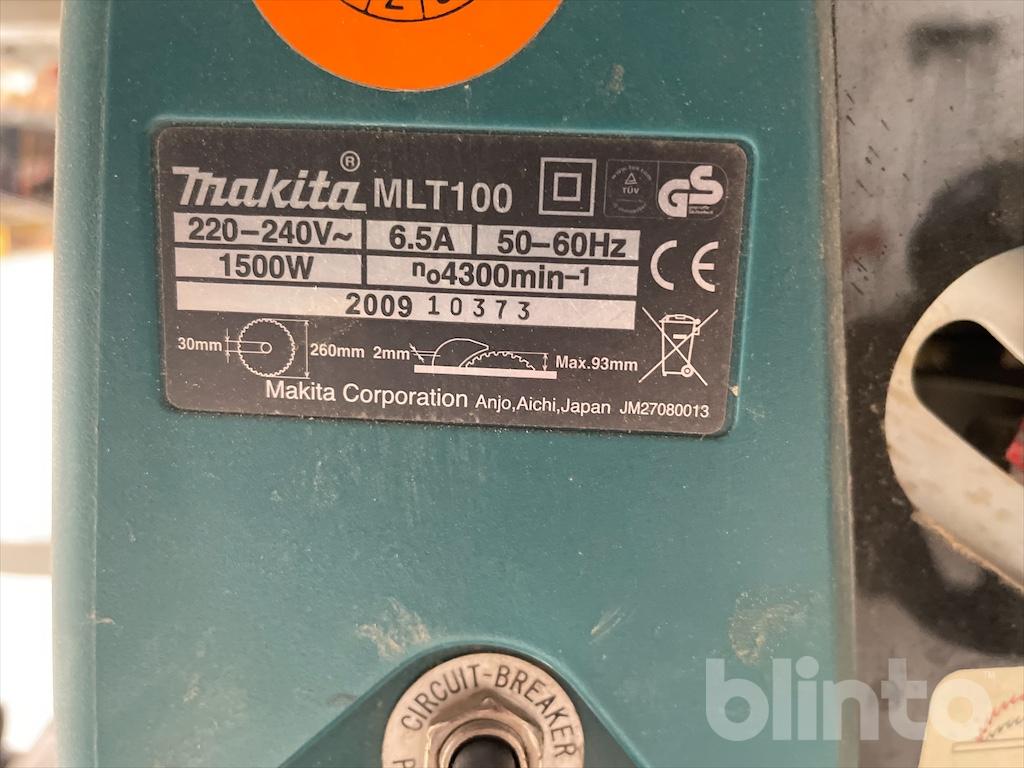 makita® MLT100
220–240V~ 6.5A 50–60Hz
1500W no4300min-1
2009 10373
30mm 260mm 2mm Max.93mm
Makita Corporation Anjo,Aichi,Japan JM27080013
TÜV
GS
CE
CIRCUIT-BREAKER
blinto™